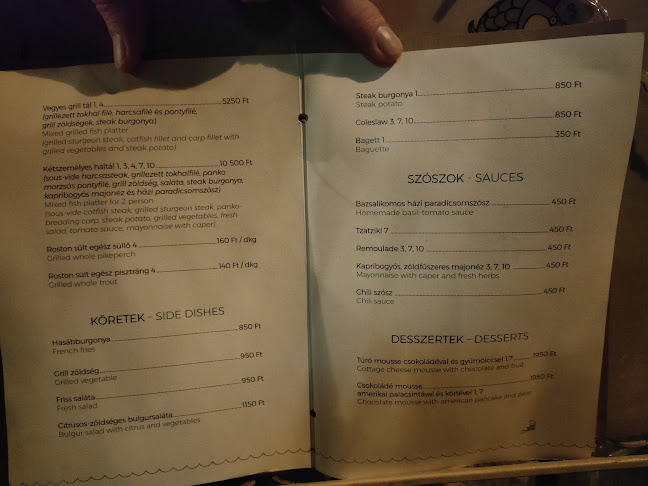 Vegyes grill tál 1, 4 5250 Ft
(grillezett tokhal filé, harcsafilé és pontyfilé,
grill zöldségek, steak burgonya)
Mixed grilled fish platter
(grilled sturgeon steak, catfish fillet and carp fillet with
grilled vegetables and steak potato)
Kétszemélyes haltál 1, 3, 4, 7, 10 10 500 Ft
(sous-vide harcsasteak, grillezett tokhalfilé, panko
morzsás pontyfilé, grill zöldség, saláta, steak burgonya,
kapribogyós majonéz és házi paradicsomszósz)
Mixed fish platter for 2 person
(sous-vide catfish steak, grilled sturgeon steak, panko-
breading carp, steak potato, grilled vegetables, fresh
salad, tomato sauce, mayonnaise with caper)
Roston sült egész süllő 4 160 Ft / dkg
Grilled whole pikeperch
Roston sült egész pisztráng 4 140 Ft / dkg
Grilled whole trout
KÖRETEK - SIDE DISHES
Hasábburgonya 850 Ft
French fries
Grill zöldség 950 Ft
Grilled vegetable
Friss saláta 950 Ft
Fresh salad
Citrusos-zöldséges bulgursaláta 1150 Ft
Bulgur salad with citrus and vegetables
Steak burgonya 1 850 Ft
Steak potato
Coleslaw 3, 7, 10 850 Ft
Bagett 1 350 Ft
Baguette
SZÓSZOK - SAUCES
Bazsalikomos házi paradicsomszósz 450 Ft
Homemade basil-tomato sauce
Tzatziki 7 450 Ft
Remoulade 3, 7, 10 450 Ft
Kapribogyós, zöldfűszeres majonéz 3, 7, 10 450 Ft
Mayonnaise with caper and fresh herbs
Chili szósz 450 Ft
Chili sauce
DESSZERTEK - DESSERTS
Túró mousse csokoládéval és gyümölccsel 1,7 1950 Ft
Cottage cheese mousse with chocolate and fruit
Csokoládé mousse 1950 Ft
amerikai palacsintával és körtével 1, 7
Chocolate mousse with american pancake and pear